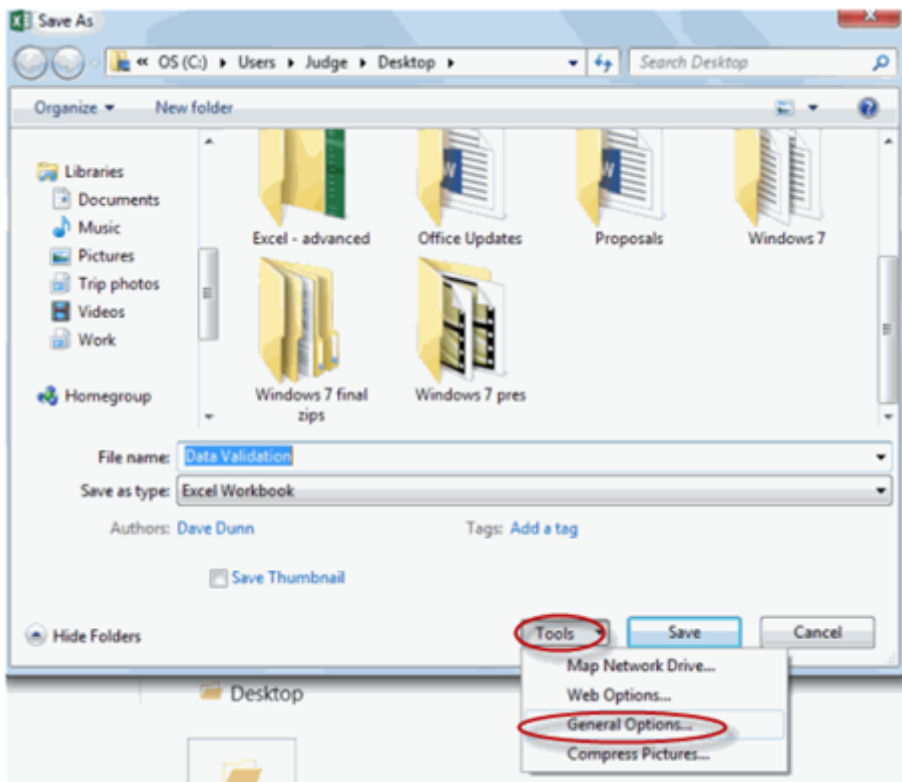 Save As
« OS (C:) ▸ Users ▸ Judge ▸ Desktop ▸ Search Desktop
Organize ▾ New folder
Libraries
Documents
Music
Pictures
Trip photos
Videos
Work
Homegroup
Excel - advanced Office Updates Proposals Windows 7
Windows 7 final
zips
Windows 7 pres
File name: Data Validation
Save as type: Excel Workbook
Authors: Dave Dunn Tags: Add a tag
Save Thumbnail
Hide Folders Tools Save Cancel
Map Network Drive...
Web Options...
General Options...
Compress Pictures...
Desktop